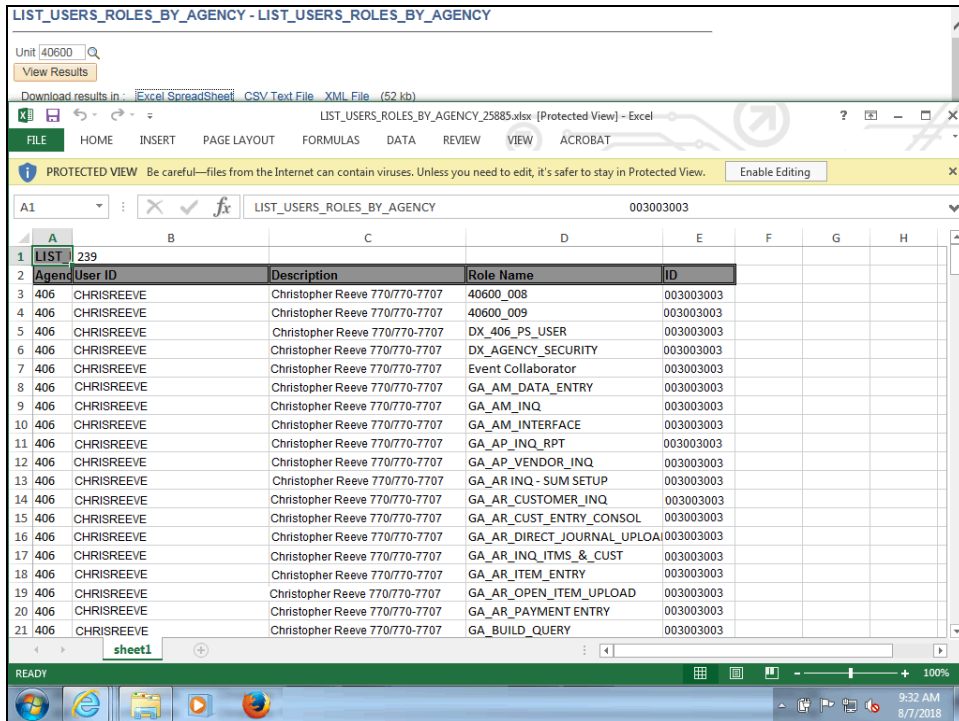 LIST_USERS_ROLES_BY_AGENCY - LIST_USERS_ROLES_BY_AGENCY
Unit 40600
View Results
Download results in : Excel SpreadSheet CSV Text File XML File (52 kb)
LIST_USERS_ROLES_BY_AGENCY_25885.xlsx [Protected View] - Excel
FILE HOME INSERT PAGE LAYOUT FORMULAS DATA REVIEW VIEW ACROBAT
PROTECTED VIEW Be careful—files from the Internet can contain viruses. Unless you need to edit, it's safer to stay in Protected View. Enable Editing
A1 fx LIST_USERS_ROLES_BY_AGENCY 003003003
A B C D E F G H
1 LIST_ 239
2 Agenc User ID Description Role Name ID
3 406 CHRISREEVE Christopher Reeve 770/770-7707 40600_008 003003003
4 406 CHRISREEVE Christopher Reeve 770/770-7707 40600_009 003003003
5 406 CHRISREEVE Christopher Reeve 770/770-7707 DX_406_PS_USER 003003003
6 406 CHRISREEVE Christopher Reeve 770/770-7707 DX_AGENCY_SECURITY 003003003
7 406 CHRISREEVE Christopher Reeve 770/770-7707 Event Collaborator 003003003
8 406 CHRISREEVE Christopher Reeve 770/770-7707 GA_AM_DATA_ENTRY 003003003
9 406 CHRISREEVE Christopher Reeve 770/770-7707 GA_AM_INQ 003003003
10 406 CHRISREEVE Christopher Reeve 770/770-7707 GA_AM_INTERFACE 003003003
11 406 CHRISREEVE Christopher Reeve 770/770-7707 GA_AP_INQ_RPT 003003003
12 406 CHRISREEVE Christopher Reeve 770/770-7707 GA_AP_VENDOR_INQ 003003003
13 406 CHRISREEVE Christopher Reeve 770/770-7707 GA_AR INQ - SUM SETUP 003003003
14 406 CHRISREEVE Christopher Reeve 770/770-7707 GA_AR_CUSTOMER_INQ 003003003
15 406 CHRISREEVE Christopher Reeve 770/770-7707 GA_AR_CUST_ENTRY_CONSOL 003003003
16 406 CHRISREEVE Christopher Reeve 770/770-7707 GA_AR_DIRECT_JOURNAL_UPLOA 003003003
17 406 CHRISREEVE Christopher Reeve 770/770-7707 GA_AR_INQ_ITMS_&_CUST 003003003
18 406 CHRISREEVE Christopher Reeve 770/770-7707 GA_AR_ITEM_ENTRY 003003003
19 406 CHRISREEVE Christopher Reeve 770/770-7707 GA_AR_OPEN_ITEM_UPLOAD 003003003
20 406 CHRISREEVE Christopher Reeve 770/770-7707 GA_AR_PAYMENT ENTRY 003003003
21 406 CHRISREEVE Christopher Reeve 770/770-7707 GA_BUILD_QUERY 003003003
sheet1
READY 100%
9:32 AM
8/7/2018